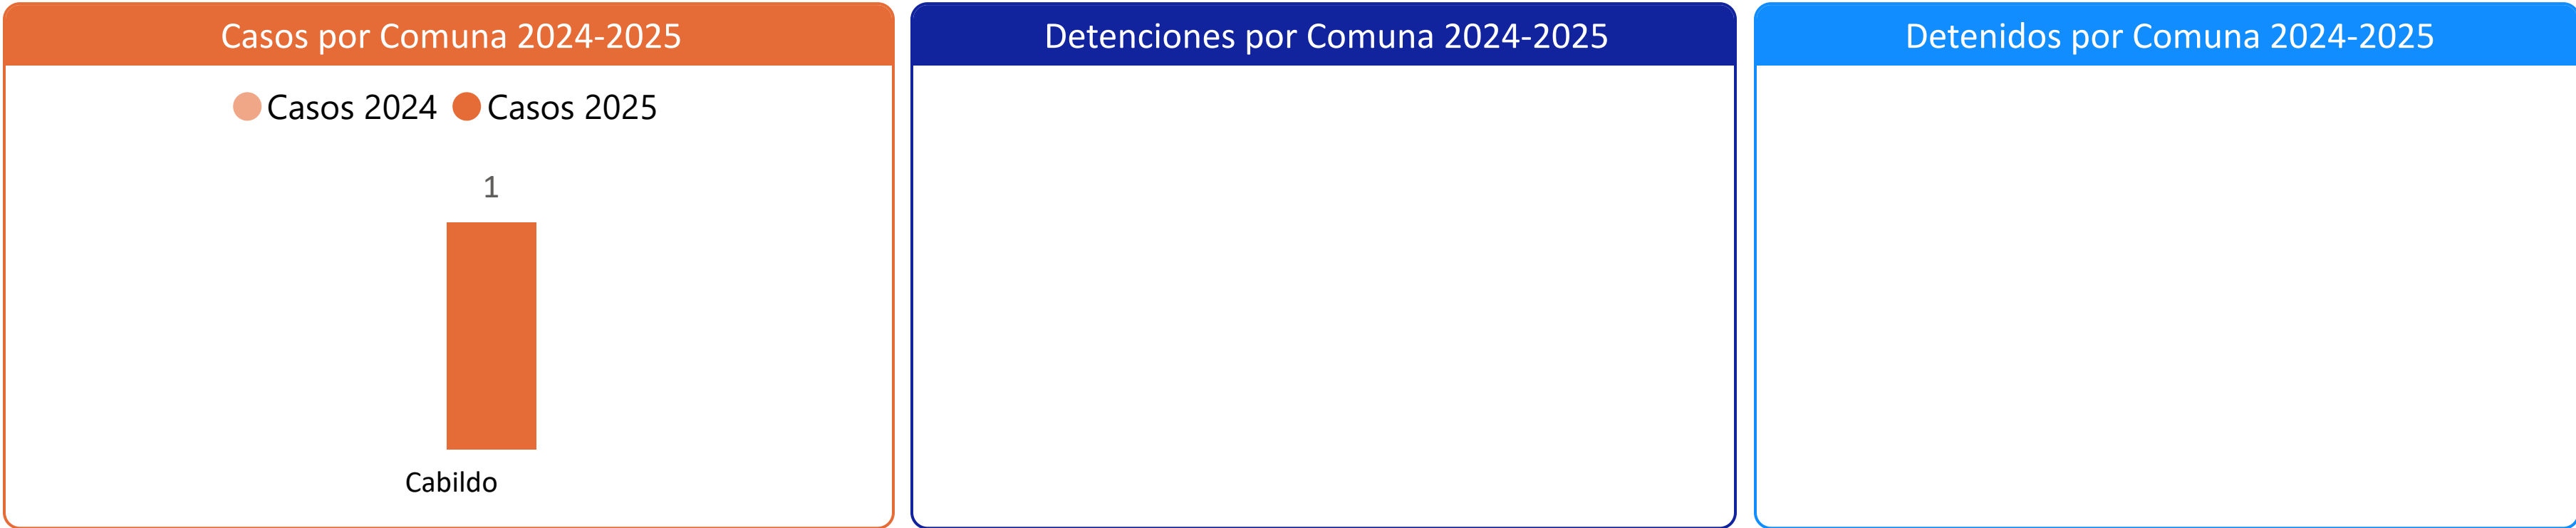 Casos por Comuna 2024-2025
Casos 2024 Casos 2025
1
Cabildo
Detenciones por Comuna 2024-2025
Detenidos por Comuna 2024-2025